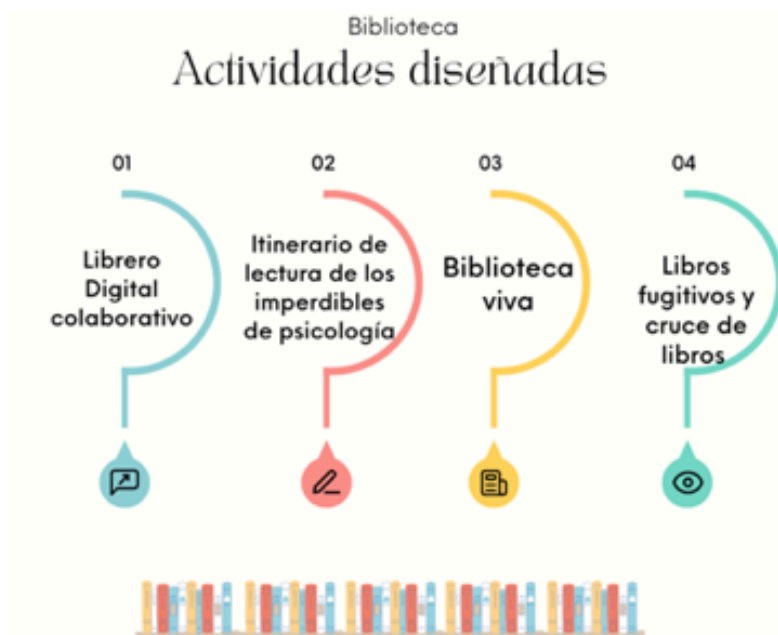 Biblioteca
Actividades diseñadas
01
Librero
Digital
colaborativo
02
Itinerario de
lectura de los
imperdibles
de psicología
03
Biblioteca
viva
04
Libros
fugitivos y
cruce de
libros